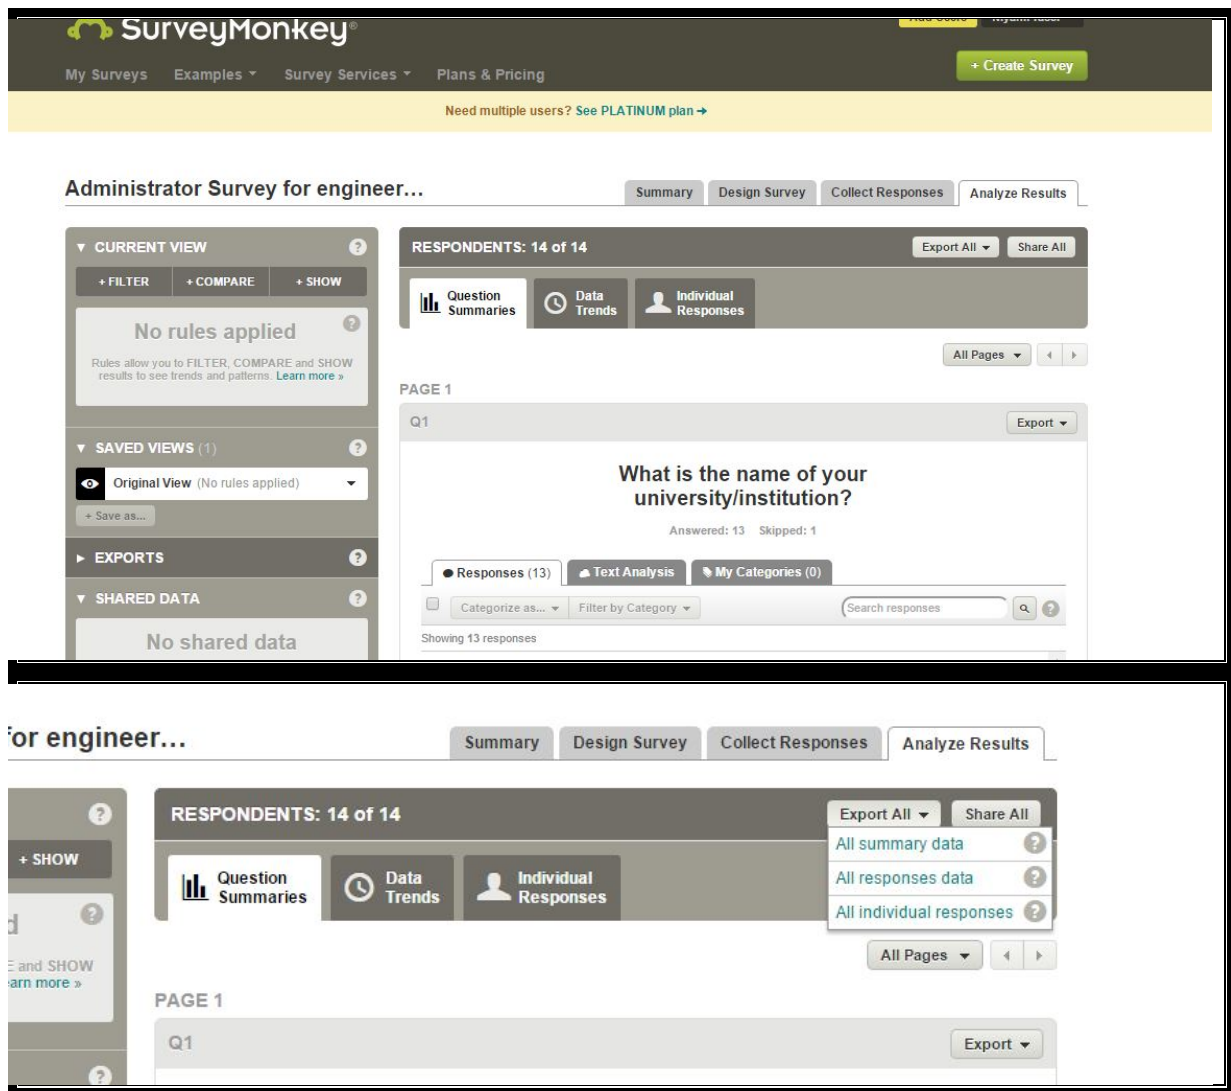 SurveyMonkey®
My Surveys Examples Survey Services Plans & Pricing + Create Survey
Need multiple users? See PLATINUM plan →
Administrator Survey for engineer... Summary Design Survey Collect Responses Analyze Results
CURRENT VIEW ? RESPONDENTS: 14 of 14 Export All Share All
+ FILTER + COMPARE + SHOW
Question Summaries Data Trends Individual Responses
No rules applied ?
Rules allow you to FILTER, COMPARE and SHOW
results to see trends and patterns. Learn more »
All Pages
PAGE 1
Q1 Export
SAVED VIEWS (1) ?
Original View (No rules applied)
+ Save as...
What is the name of your
university/institution?
Answered: 13 Skipped: 1
EXPORTS ?
Responses (13) Text Analysis My Categories (0)
SHARED DATA ?
Categorize as... Filter by Category Search responses ?
No shared data
Showing 13 responses
for engineer... Summary Design Survey Collect Responses Analyze Results
? RESPONDENTS: 14 of 14 Export All Share All
+ SHOW
All summary data ?
All responses data ?
All individual responses ?
Question Summaries Data Trends Individual Responses
d ?
E and SHOW
earn more »
All Pages
PAGE 1
Q1 Export
?